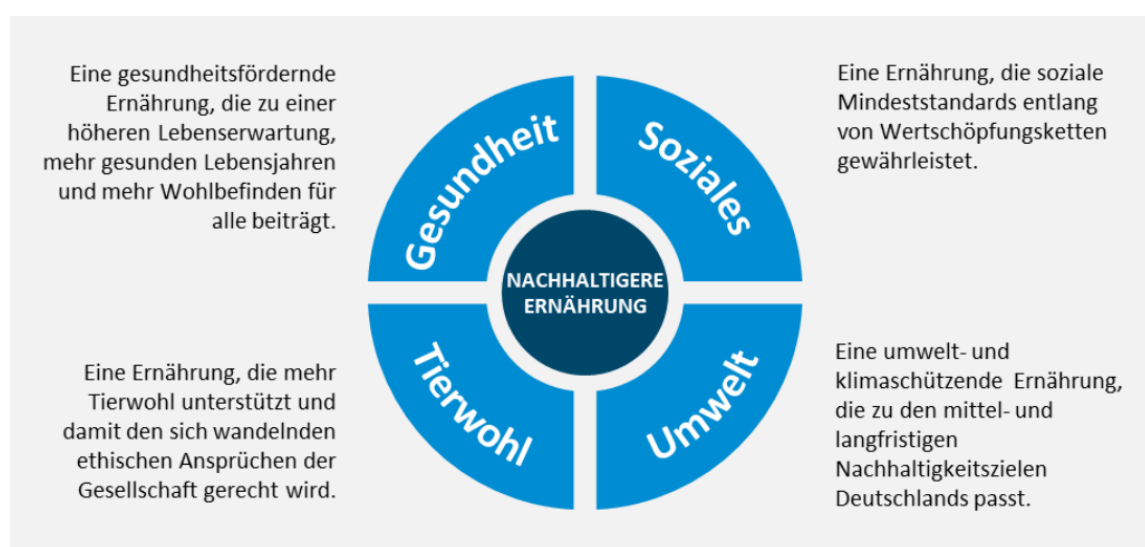 Eine gesundheitsfördernde
Ernährung, die zu einer
höheren Lebenserwartung,
mehr gesunden Lebensjahren
und mehr Wohlbefinden für
alle beiträgt.
Gesundheit
Soziales
Eine Ernährung, die soziale
Mindeststandards entlang
von Wertschöpfungsketten
gewährleistet.
NACHHALTIGERE
ERNÄHRUNG
Eine Ernährung, die mehr
Tierwohl unterstützt und
damit den sich wandelnden
ethischen Ansprüchen der
Gesellschaft gerecht wird.
Tierwohl
Umwelt
Eine umwelt- und
klimaschützende Ernährung,
die zu den mittel- und
langfristigen
Nachhaltigkeitszielen
Deutschlands passt.